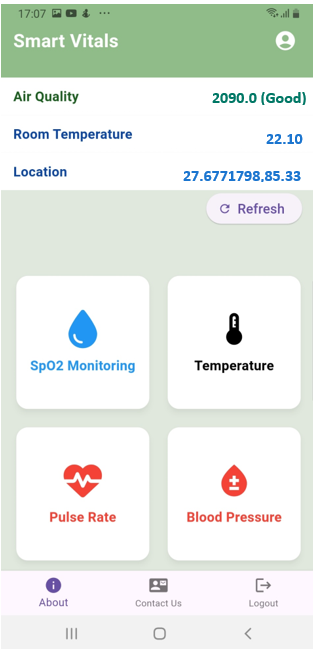 17:07
Smart Vitals
Air Quality 2090.0 (Good)
Room Temperature 22.10
Location 27.6771798,85.33
Refresh
SpO2 Monitoring Temperature
Pulse Rate Blood Pressure
About Contact Us Logout